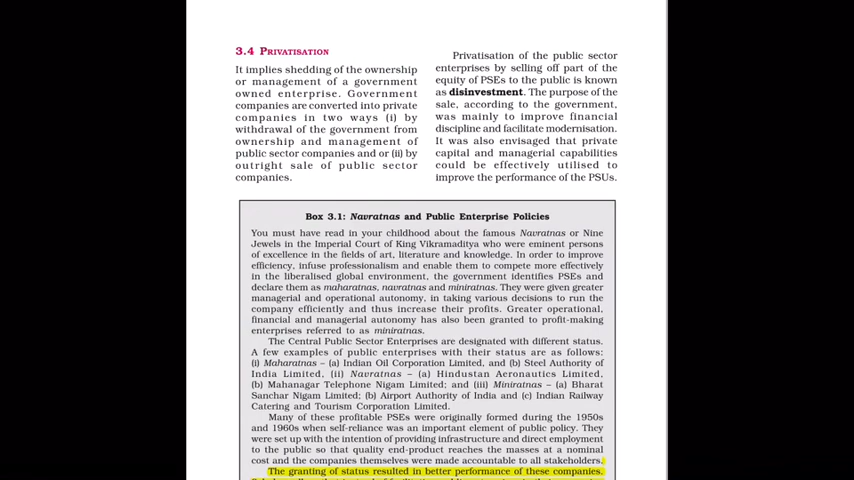 3.4 PRIVATISATION
It implies shedding of the ownership
or management of a government
owned enterprise. Government
companies are converted into private
companies in two ways (i) by
withdrawal of the government from
ownership and management of
public sector companies and or (ii) by
outright sale of public sector
companies.
Privatisation of the public sector
enterprises by selling off part of the
equity of PSEs to the public is known
as disinvestment. The purpose of the
sale, according to the government,
was mainly to improve financial
discipline and facilitate modernisation.
It was also envisaged that private
capital and managerial capabilities
could be effectively utilised to
improve the performance of the PSUs.
Box 3.1: Navratnas and Public Enterprise Policies
You must have read in your childhood about the famous Navratnas or Nine
Jewels in the Imperial Court of King Vikramaditya who were eminent persons
of excellence in the fields of art, literature and knowledge. In order to improve
efficiency, infuse professionalism and enable them to compete more effectively
in the liberalised global environment, the government identifies PSEs and
declare them as maharatnas, navratnas and miniratnas. They were given greater
managerial and operational autonomy, in taking various decisions to run the
company efficiently and thus increase their profits. Greater operational,
financial and managerial autonomy has also been granted to profit-making
enterprises referred to as miniratnas.
The Central Public Sector Enterprises are designated with different status.
A few examples of public enterprises with their status are as follows:
(i) Maharatnas – (a) Indian Oil Corporation Limited, and (b) Steel Authority of
India Limited, (ii) Navratnas – (a) Hindustan Aeronautics Limited,
(b) Mahanagar Telephone Nigam Limited; and (iii) Miniratnas – (a) Bharat
Sanchar Nigam Limited; (b) Airport Authority of India and (c) Indian Railway
Catering and Tourism Corporation Limited.
Many of these profitable PSEs were originally formed during the 1950s
and 1960s when self-reliance was an important element of public policy. They
were set up with the intention of providing infrastructure and direct employment
to the public so that quality end-product reaches the masses at a nominal
cost and the companies themselves were made accountable to all stakeholders.
The granting of status resulted in better performance of these companies.